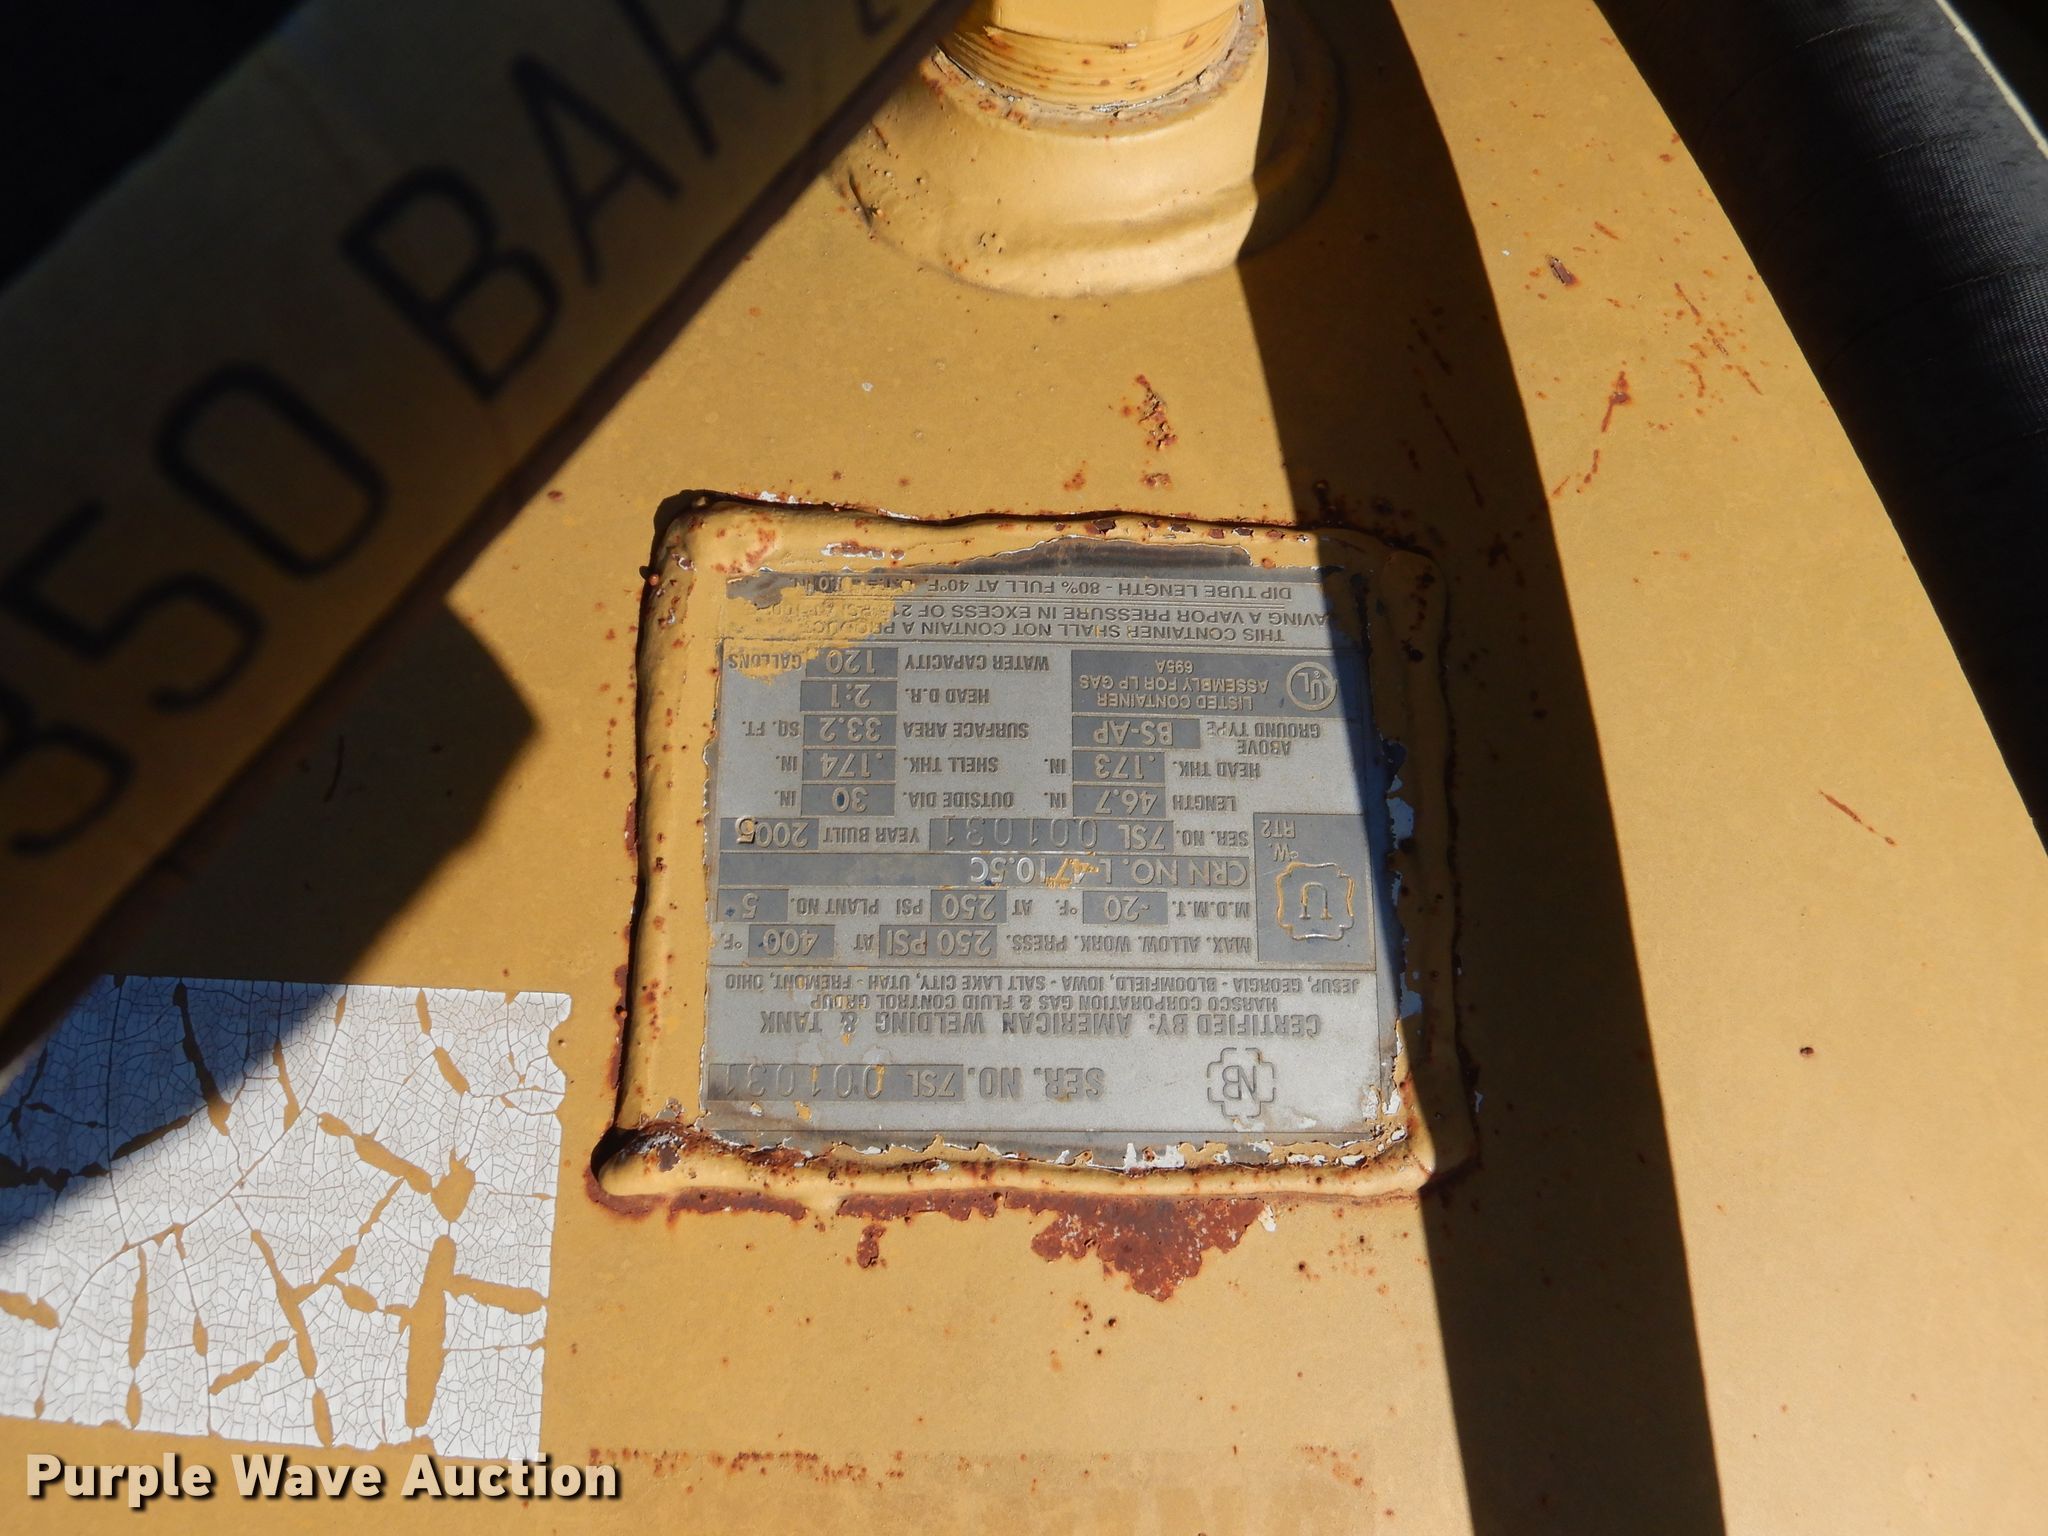 350 BAR
NB
SER. NO. 7SL 001031
CERTIFIED BY: AMERICAN WELDING & TANK
HARSCO CORPORATION GAS & FLUID CONTROL GROUP
JESUP, GEORGIA - BLOOMFIELD, IOWA - SALT LAKE CITY, UTAH - FREMONT, OHIO
U
"W."
RT2
MAX. ALLOW. WORK. PRESS. 250 PSI AT 400 °F.
M.D.M.T. -20 °F. AT 250 PSI PLANT NO. 5
CRN NO. L-4710.5C
SER. NO. 7SL 001031 YEAR BUILT 2005
LENGTH 46.7 IN. OUTSIDE DIA. 30 IN.
HEAD THK. .173 IN. SHELL THK. .174 IN.
ABOVE GROUND TYPE BS-AP SURFACE AREA 33.2 SQ. FT.
HEAD D.R. 2:1
UL LISTED CONTAINER
ASSEMBLY FOR LP GAS
695A
WATER CAPACITY 120 GALLONS
THIS CONTAINER SHALL NOT CONTAIN A PRODUCT
HAVING A VAPOR PRESSURE IN EXCESS OF
DIP TUBE LENGTH - 80% FULL AT 40°F. IN.
Purple Wave Auction